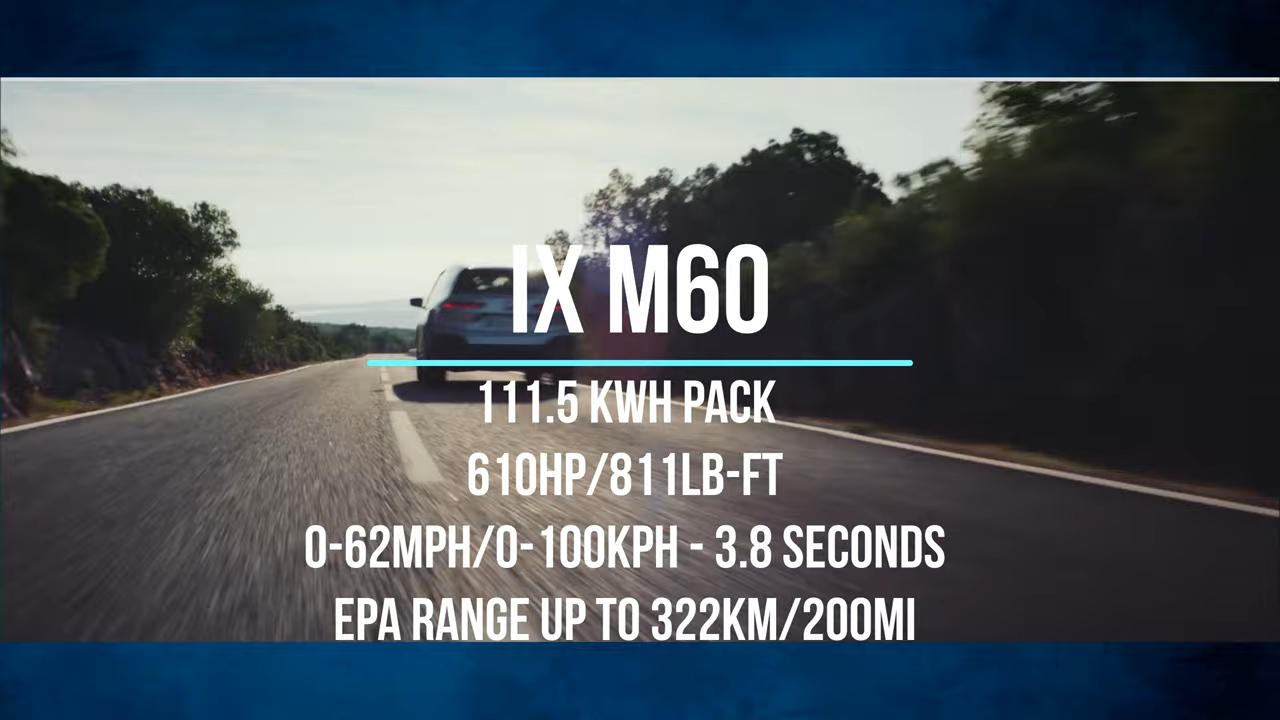 IX M60
111.5 KWH PACK
610HP/811LB-FT
0-62MPH/0-100KPH - 3.8 SECONDS
EPA RANGE UP TO 322KM/200MI